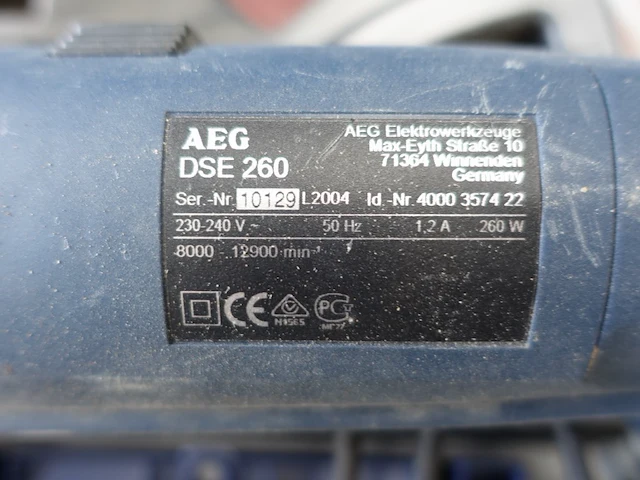 AEG
DSE 260
AEG Elektrowerkzeuge
Max-Eyth Straße 10
71364 Winnenden
Germany
Ser.-Nr. 10129 L2004 Id.-Nr. 4000 3574 22
230-240 V ~ 50 Hz 1,2 A 260 W
8000 - 12900 min⁻¹
CE
N1565